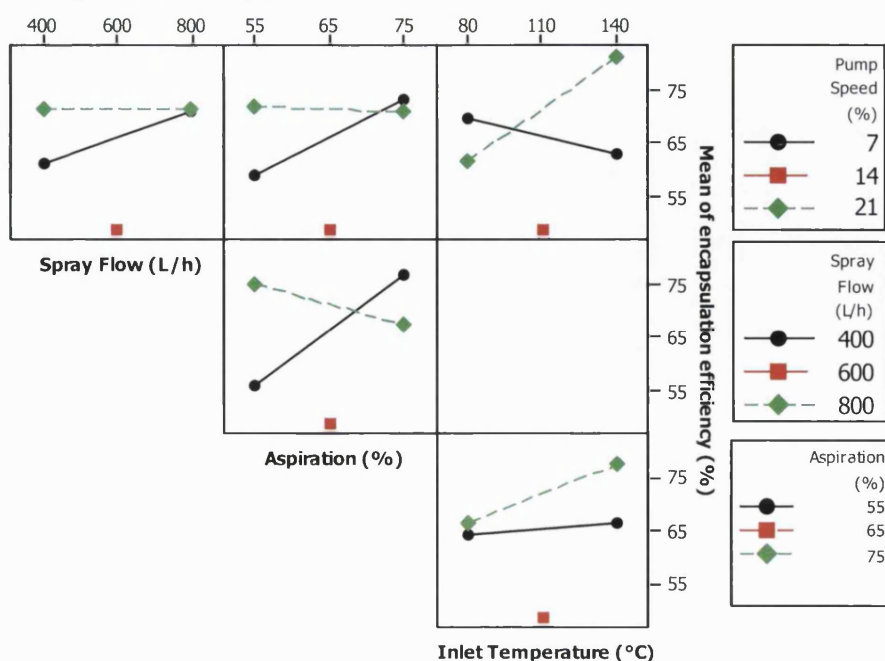 400 600 800 55 65 75 80 110 140
75
65
55
Mean of encapsulation efficiency (%)
Pump
Speed
(%)
7
14
21
Spray Flow (L/h)
75
65
55
Spray
Flow
(L/h)
400
600
800
Aspiration (%)
75
65
55
Aspiration
(%)
55
65
75
Inlet Temperature (°C)